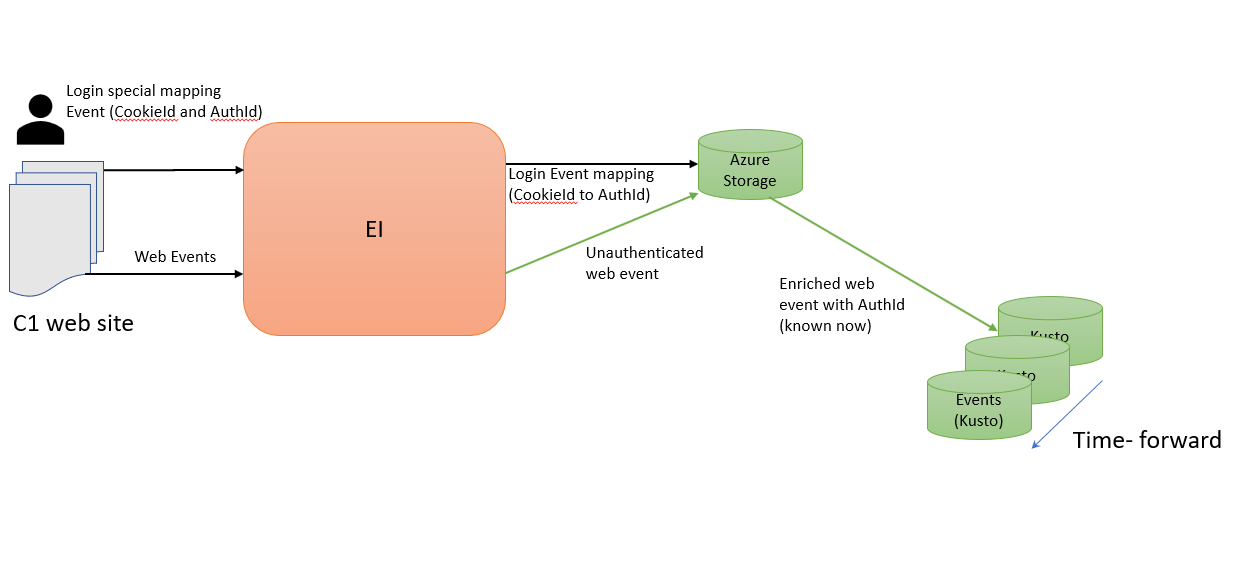 Login special mapping
Event (CookieId and AuthId)
EI
Login Event mapping
(CookieId to AuthId)
Azure
Storage
Web Events
Unauthenticated
web event
C1 web site
Enriched web
event with AuthId
(known now)
Kusto
Kusto
Events
(Kusto)
Time- forward